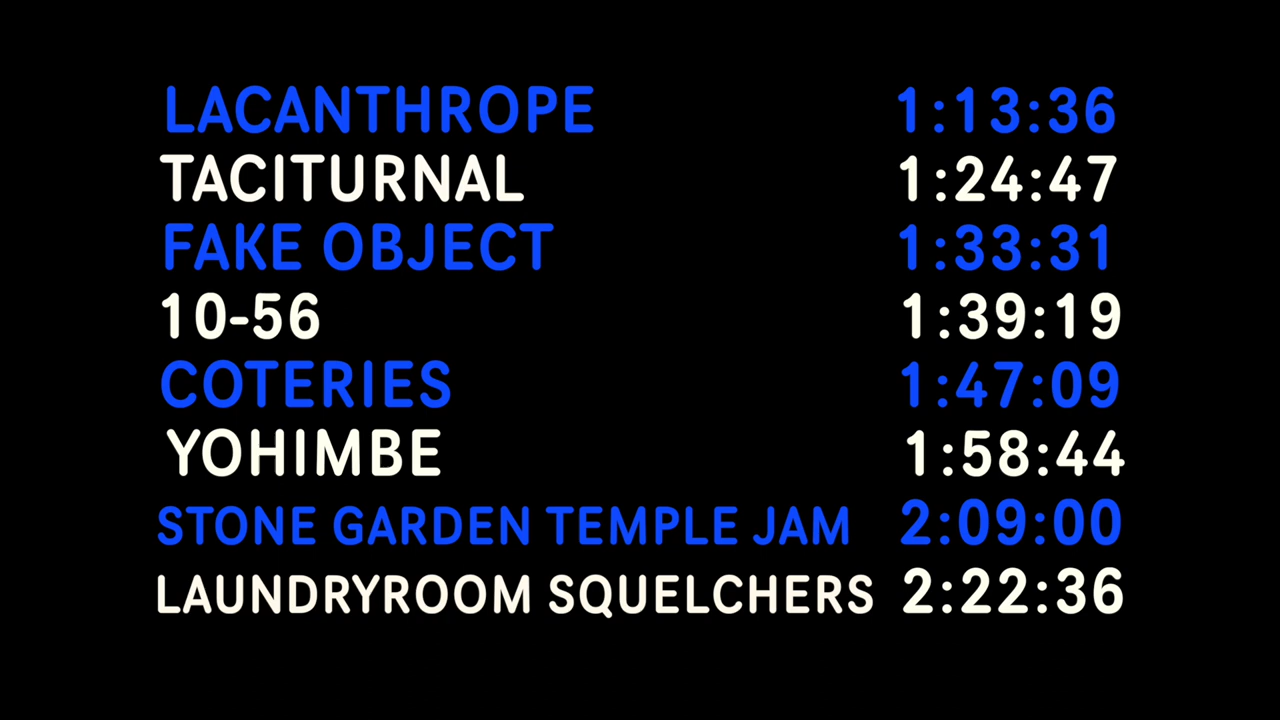 LACANTHROPE 1:13:36
TACITURNAL 1:24:47
FAKE OBJECT 1:33:31
10-56 1:39:19
COTERIES 1:47:09
YOHIMBE 1:58:44
STONE GARDEN TEMPLE JAM 2:09:00
LAUNDRYROOM SQUELCHERS 2:22:36